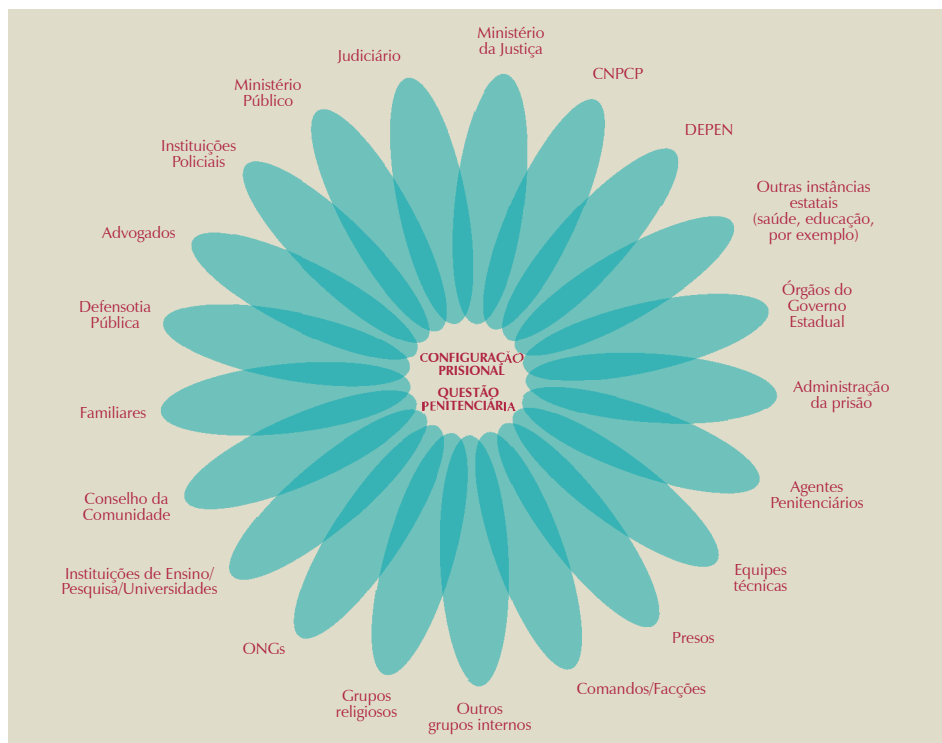 Ministério
da Justiça
CNPCP
DEPEN
Outras instâncias
estatais
(saúde, educação,
por exemplo)
Órgãos do
Governo
Estadual
Administração
da prisão
Agentes
Penitenciários
Equipes
técnicas
Presos
Comandos/Facções
Outros
grupos internos
Grupos
religiosos
ONGs
Instituições de Ensino/
Pesquisa/Universidades
Conselho da
Comunidade
Familiares
Defensotia
Pública
Advogados
Instituições
Policiais
Ministério
Público
Judiciário
CONFIGURAÇÃO
PRISIONAL
QUESTÃO
PENITENCIÁRIA